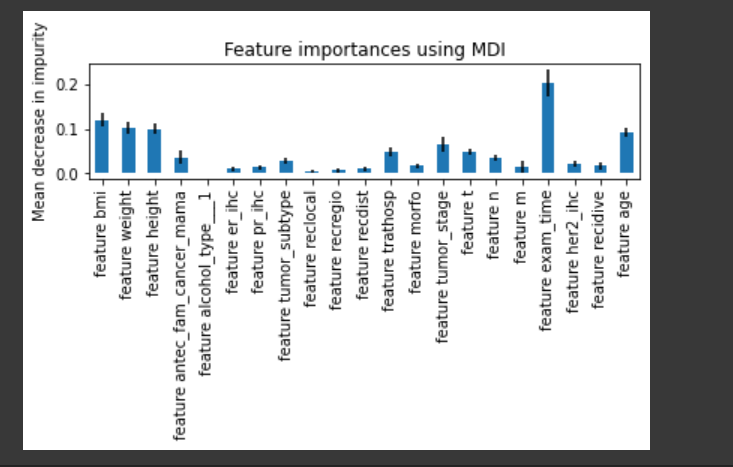 Feature importances using MDI
Mean decrease in impurity
0.2
0.1
0.0
feature bmi
feature weight
feature height
feature antec_fam_cancer_mama
feature alcohol_type___1
feature er_ihc
feature pr_ihc
feature tumor_subtype
feature reclocal
feature recregio
feature recdist
feature trathosp
feature morfo
feature tumor_stage
feature t
feature n
feature m
feature exam_time
feature her2_ihc
feature recidive
feature age